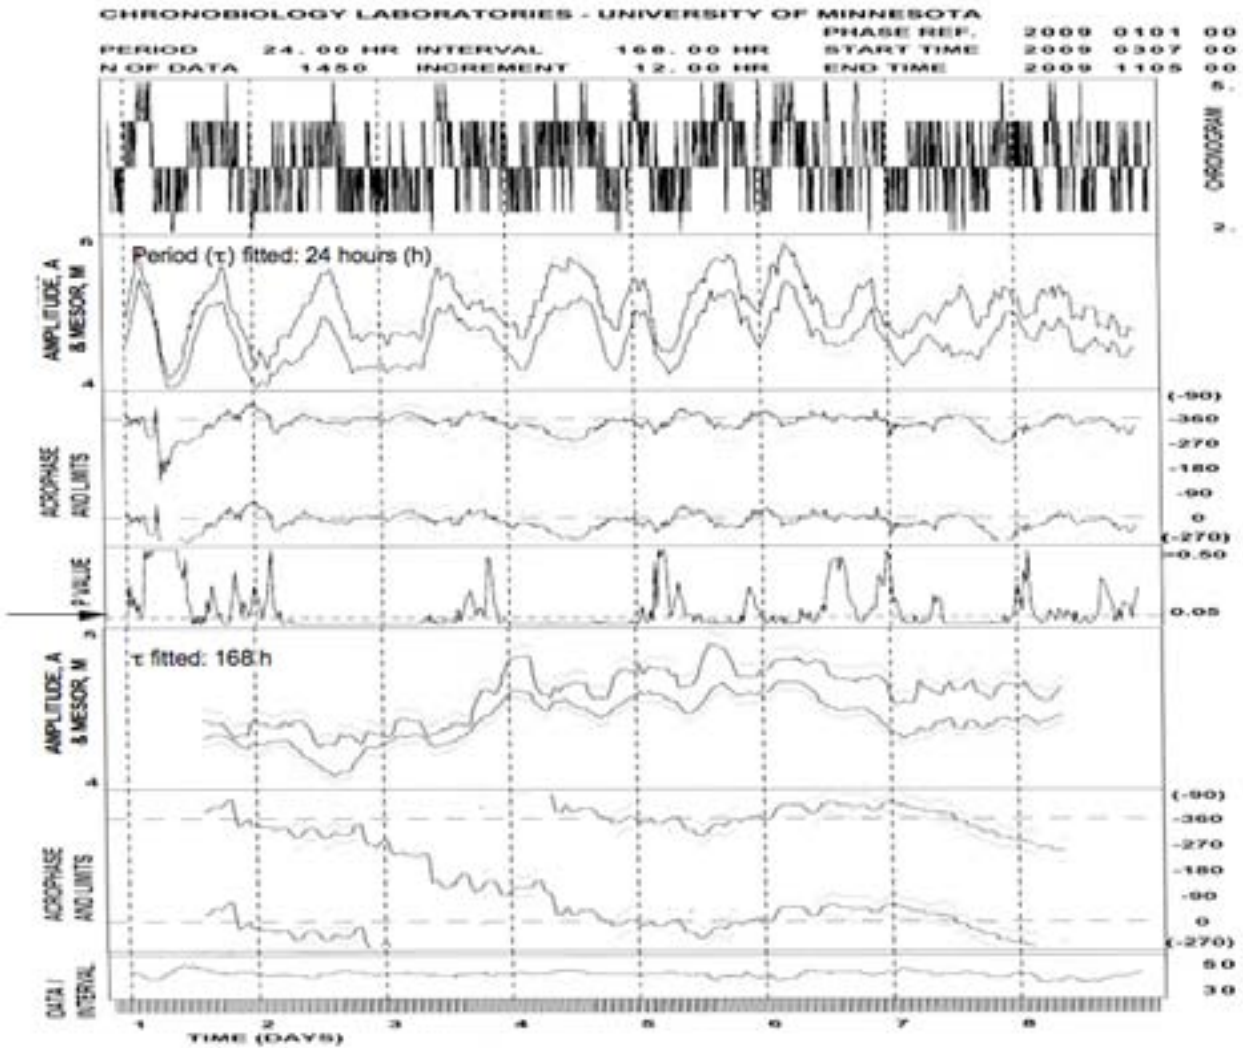 CHRONOBIOLOGY LABORATORIES - UNIVERSITY OF MINNESOTA
PHASE REF. 2009 0101 00
PERIOD 24.00 HR INTERVAL 168.00 HR START TIME 2009 0307 00
N OF DATA 1450 INCREMENT 12.00 HR END TIME 2009 1105 00
5.
CHRONOGRAM
2.
6
Period (τ) fitted: 24 hours (h)
AMPLITUDE, A
& MESOR, M
4
(-90)
-360
-270
-180
-90
0
(-270)
ACROPHASE
AND LIMITS
P VALUE
>0.50
0.05
τ fitted: 168 h
AMPLITUDE, A
& MESOR, M
4
(-90)
-360
-270
-180
-90
0
(-270)
ACROPHASE
AND LIMITS
DATA /
INTERVAL
50
30
1 2 3 4 5 6 7 8
TIME (DAYS)